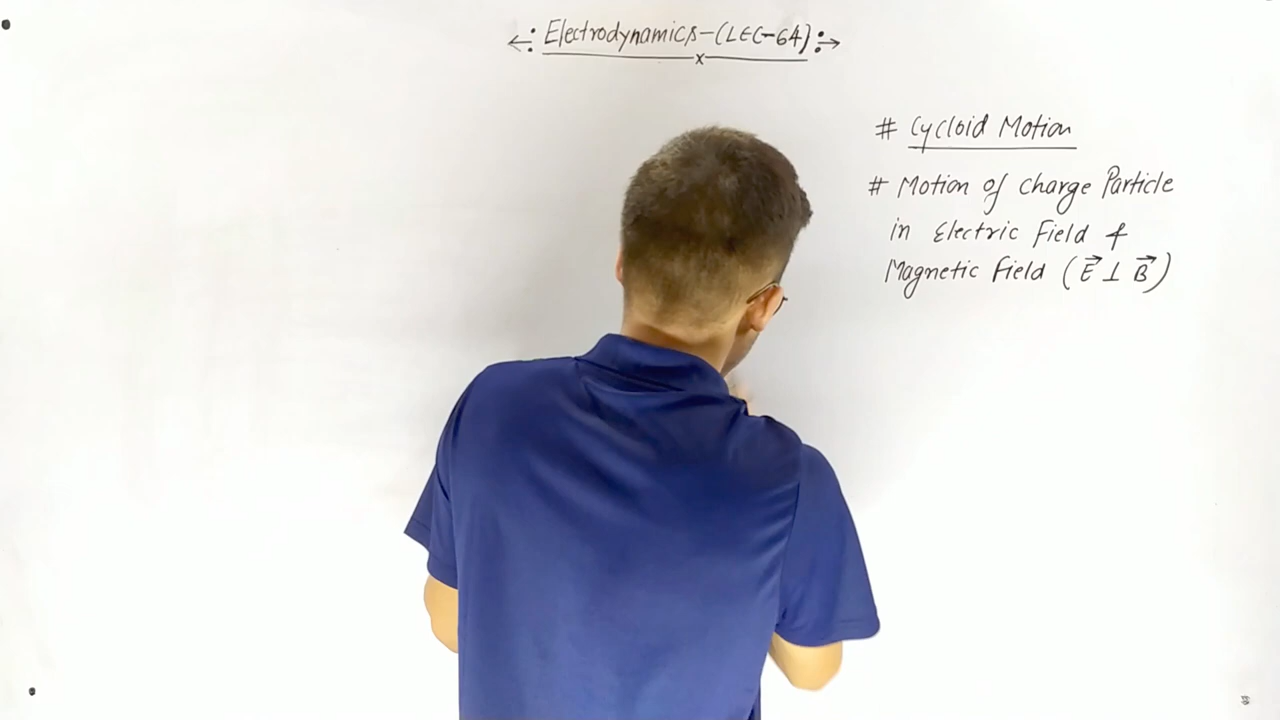 Electrodynamics-(LEC-64)
x
# Cycloid Motion
# Motion of Charge Particle
in Electric Field &
Magnetic Field (E⃗ ⊥ B⃗)